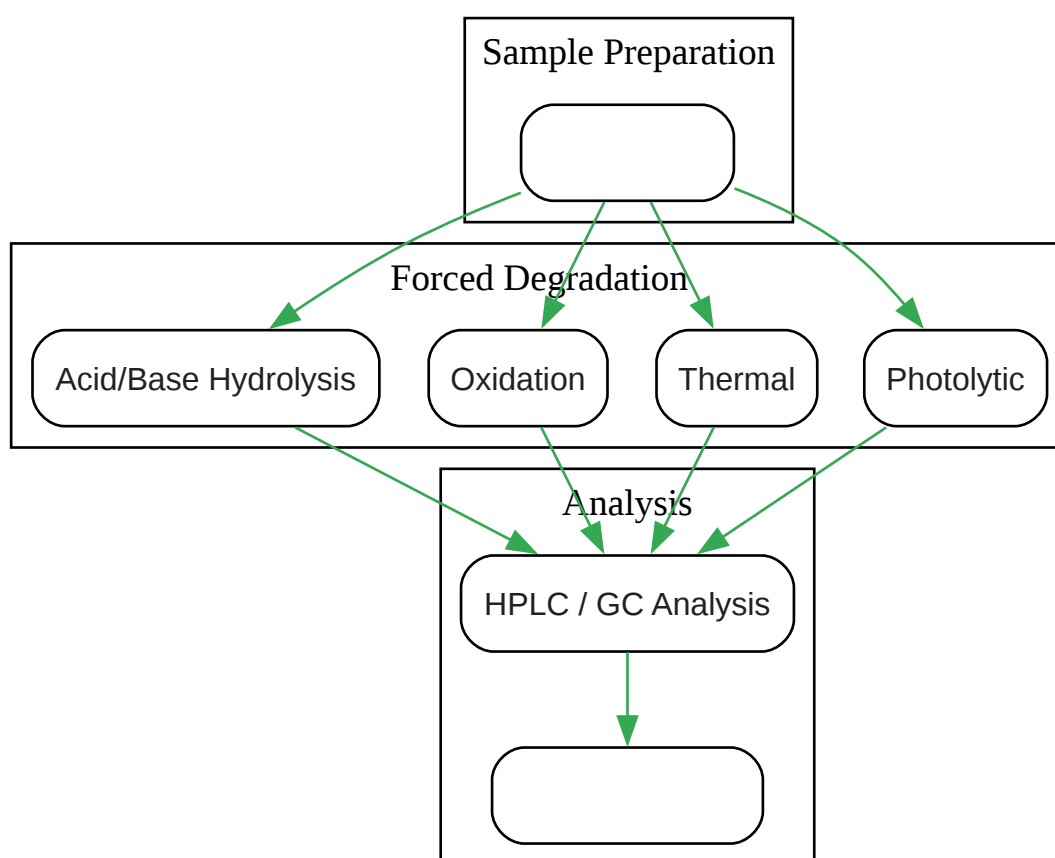 Sample Preparation
Forced Degradation
Acid/Base Hydrolysis
Oxidation
Thermal
Photolytic
Analysis
HPLC / GC Analysis